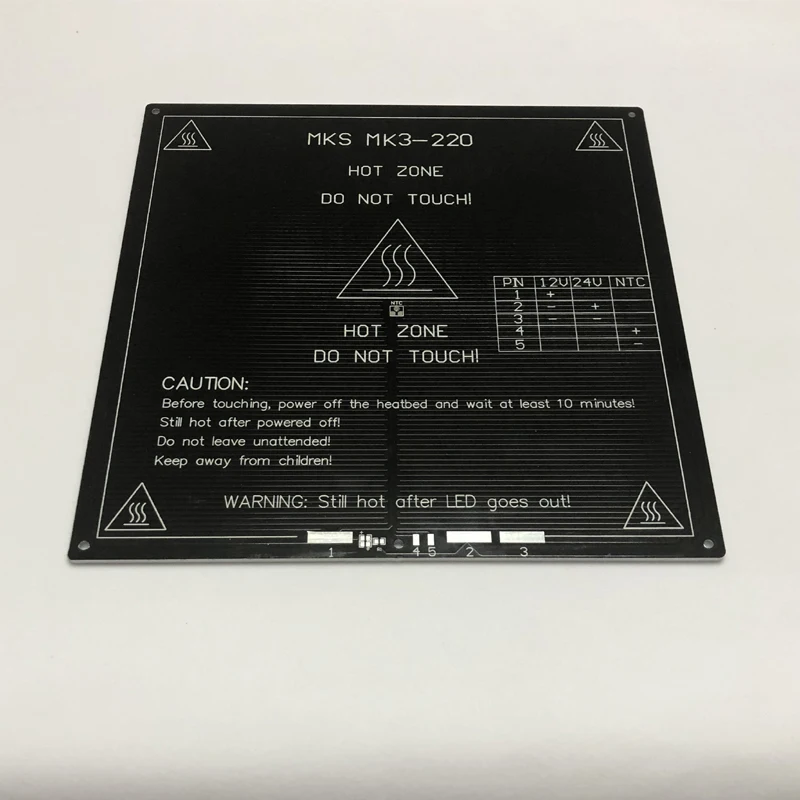 MKS MK3-220
HOT ZONE
DO NOT TOUCH!
PIN 12V 24V NTC
1 +
2 - +
3 - -
4 +
5 -
NTC
HOT ZONE
DO NOT TOUCH!
CAUTION:
Before touching, power off the heatbed and wait at least 10 minutes!
Still hot after powered off!
Do not leave unattended!
Keep away from children!
WARNING: Still hot after LED goes out!
1 4 5 2 3